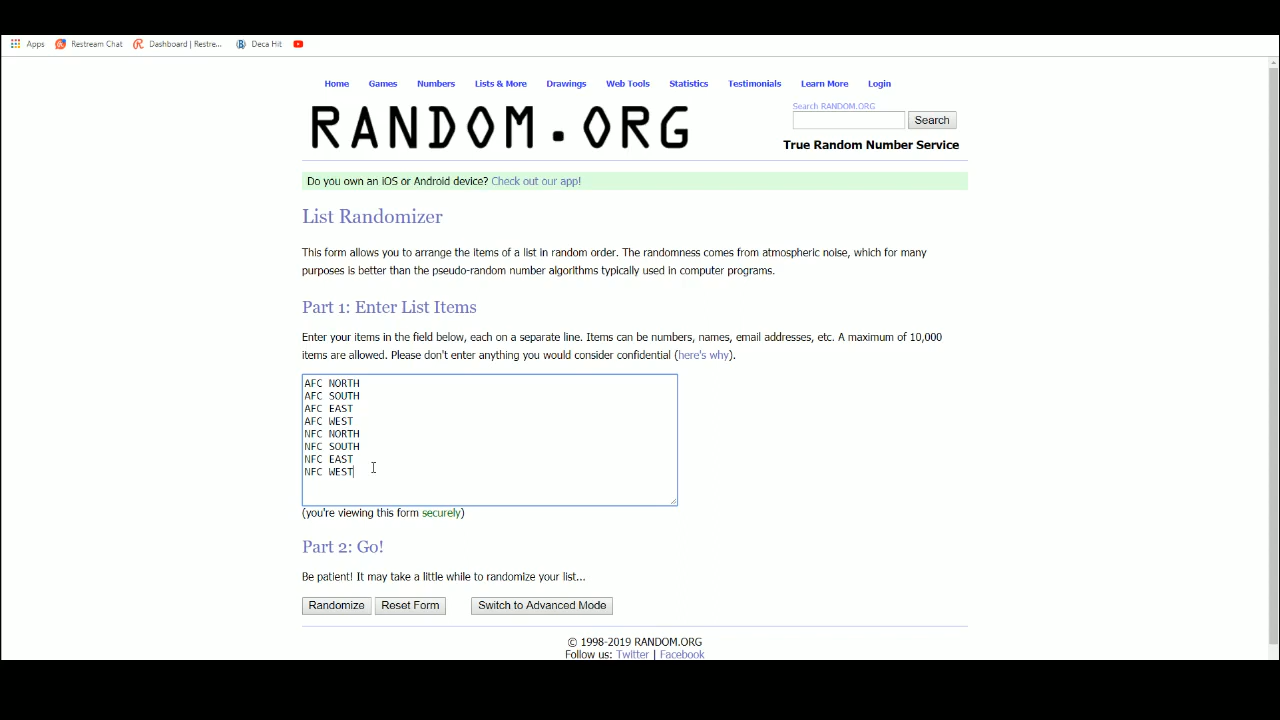 Apps Restream Chat Dashboard | Restre... Deca Hit
Home Games Numbers Lists & More Drawings Web Tools Statistics Testimonials Learn More Login
RANDOM.ORG
Search RANDOM.ORG
Search
True Random Number Service
Do you own an iOS or Android device? Check out our app!
List Randomizer
This form allows you to arrange the items of a list in random order. The randomness comes from atmospheric noise, which for many
purposes is better than the pseudo-random number algorithms typically used in computer programs.
Part 1: Enter List Items
Enter your items in the field below, each on a separate line. Items can be numbers, names, email addresses, etc. A maximum of 10,000
items are allowed. Please don't enter anything you would consider confidential (here's why).
AFC NORTH
AFC SOUTH
AFC EAST
AFC WEST
NFC NORTH
NFC SOUTH
NFC EAST
NFC WEST
(you're viewing this form securely)
Part 2: Go!
Be patient! It may take a little while to randomize your list...
Randomize Reset Form Switch to Advanced Mode
© 1998-2019 RANDOM.ORG
Follow us: Twitter | Facebook